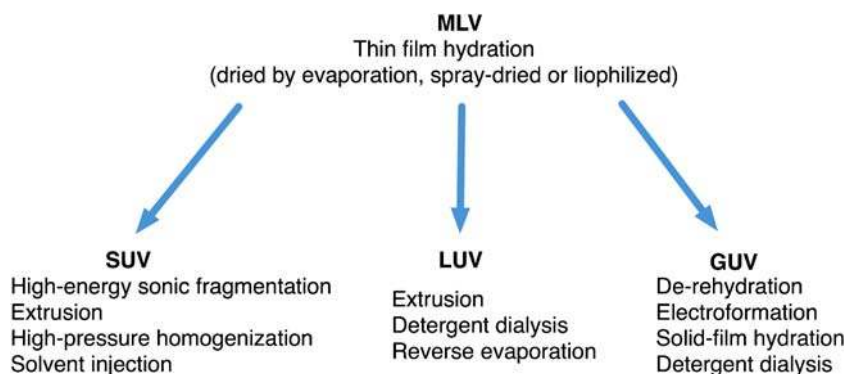 MLV
Thin film hydration
(dried by evaporation, spray-dried or liophilized)
SUV
High-energy sonic fragmentation
Extrusion
High-pressure homogenization
Solvent injection
LUV
Extrusion
Detergent dialysis
Reverse evaporation
GUV
De-rehydration
Electroformation
Solid-film hydration
Detergent dialysis